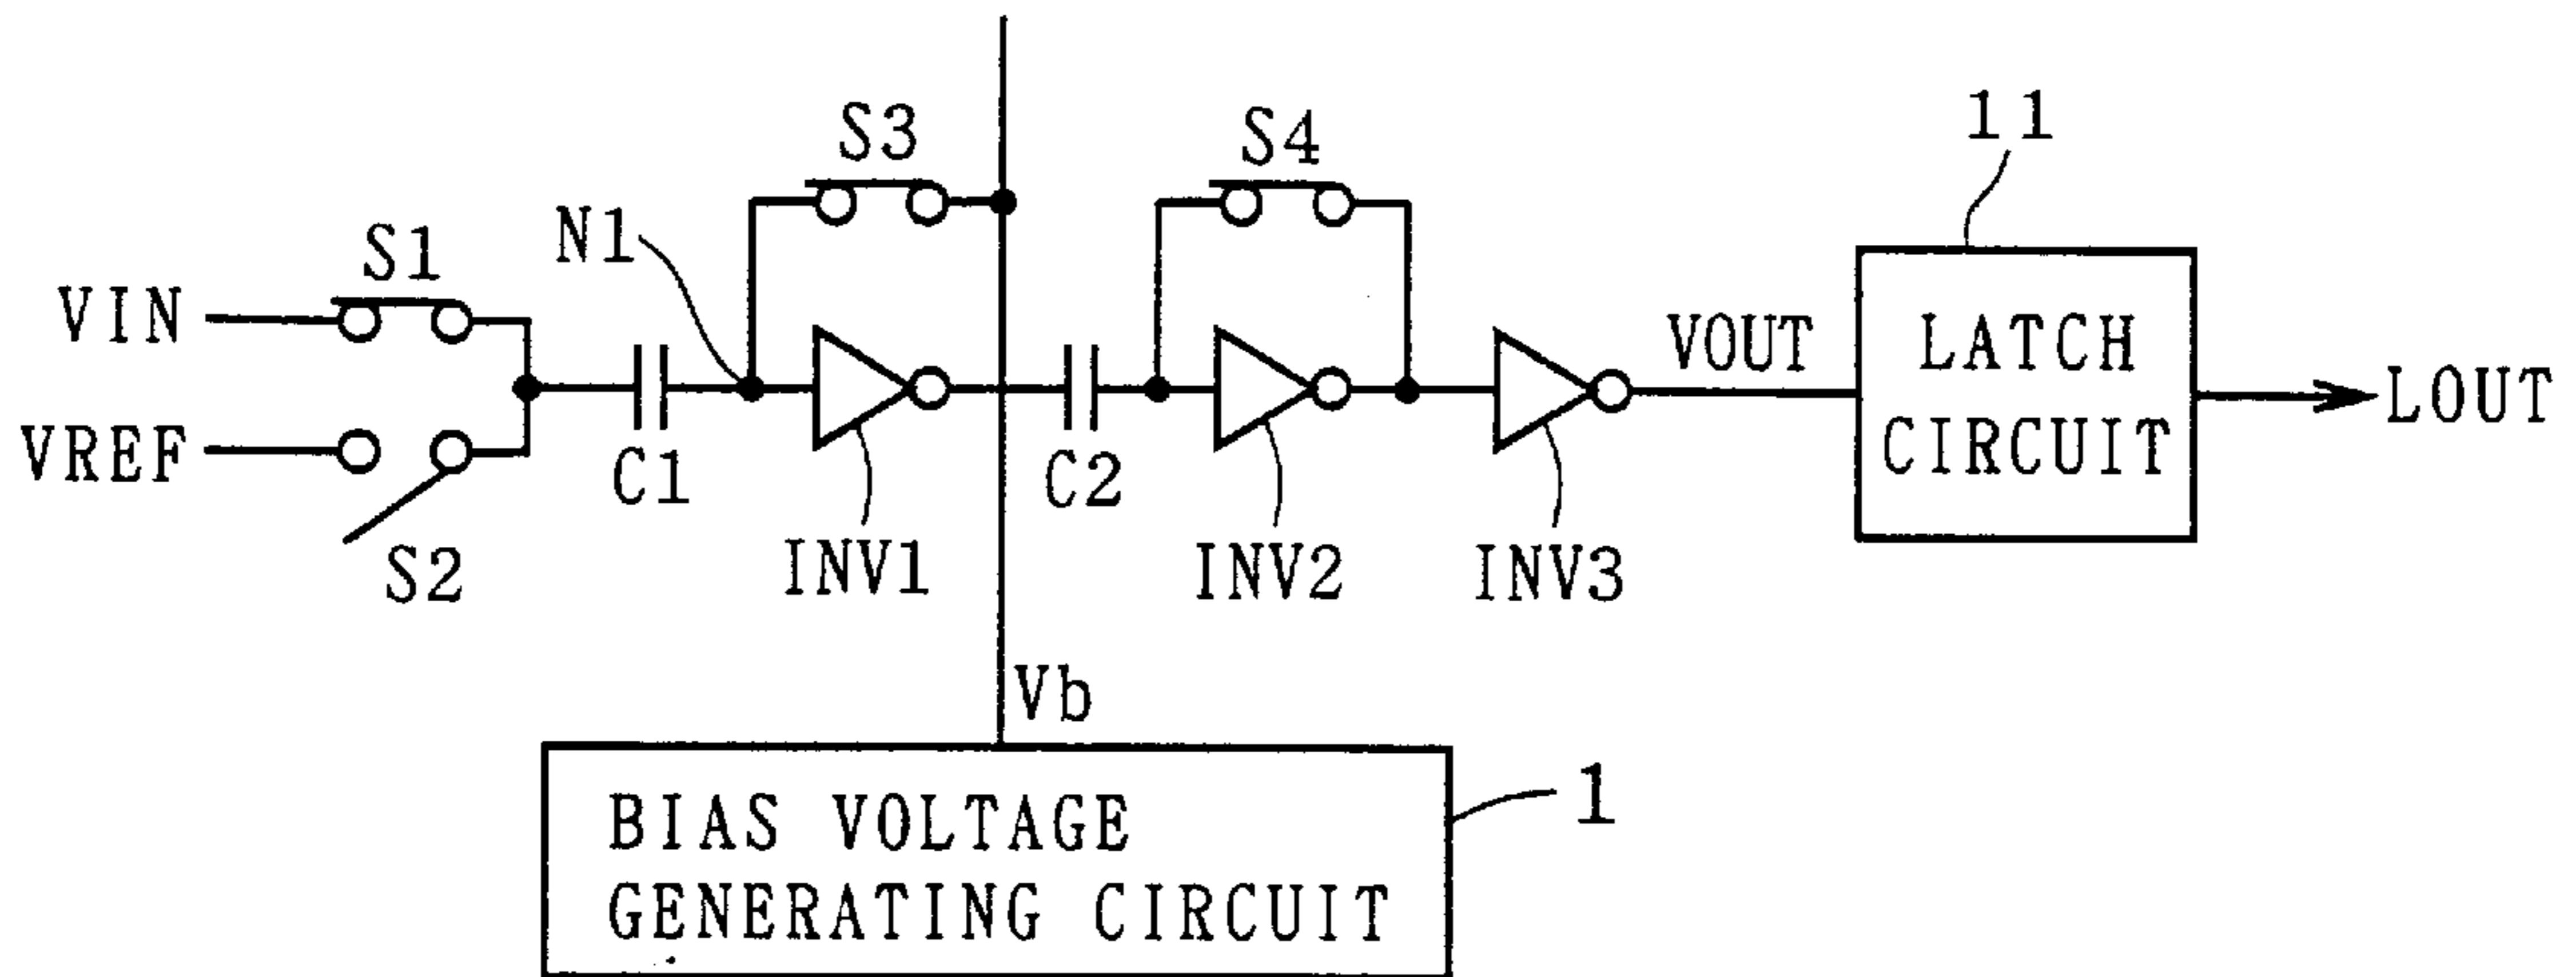 11
S3
S4
N1
S1
VIN
VOUT
LATCH
CIRCUIT
LOUT
VREF
C1
C2
S2
INV1
INV2
INV3
Vb
1
BIAS VOLTAGE
GENERATING CIRCUIT